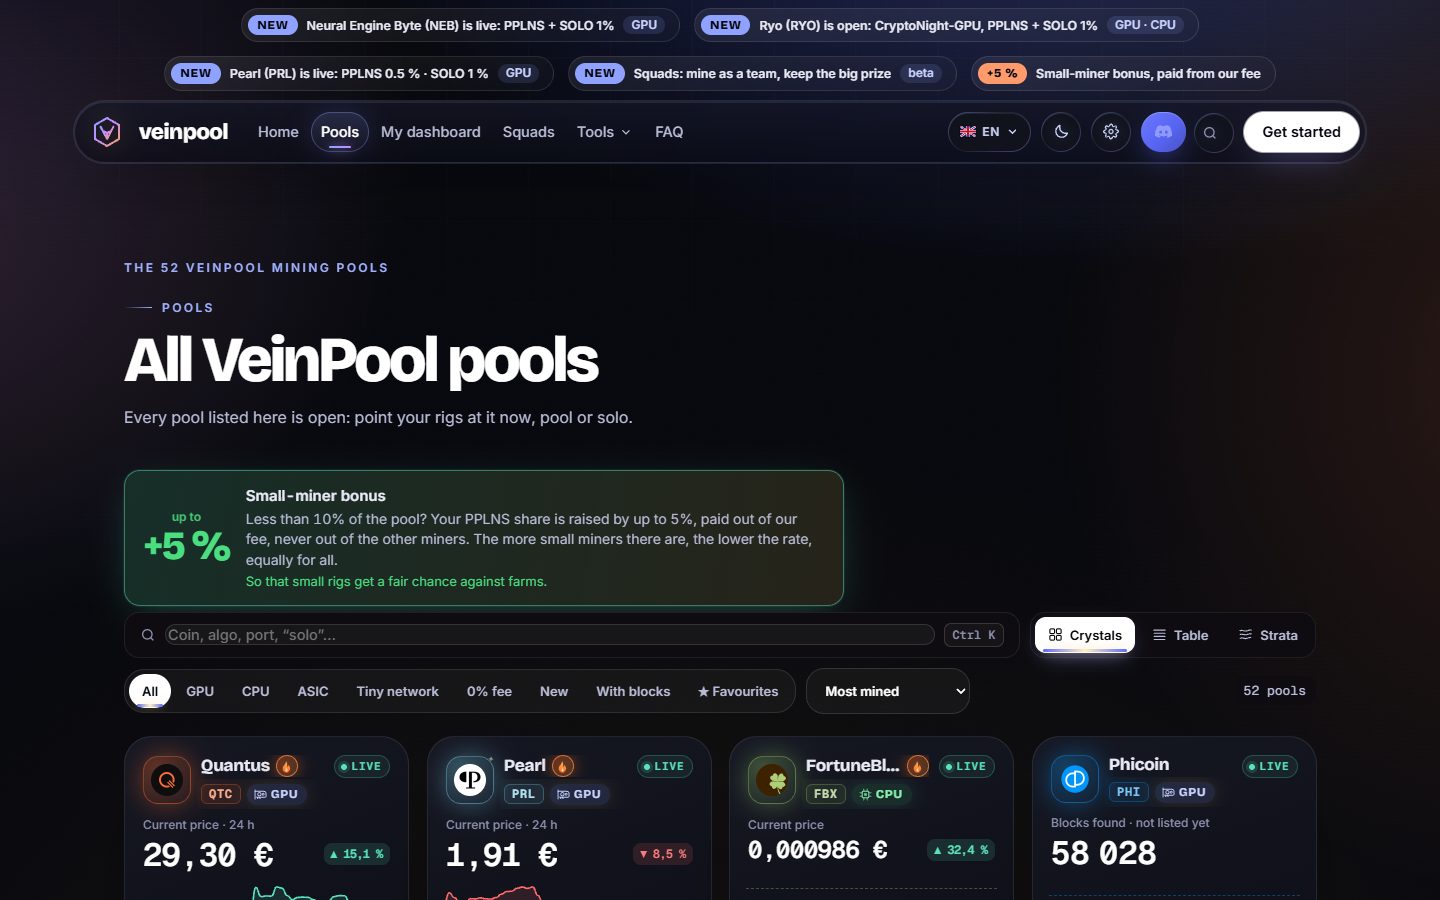 NEW Neural Engine Byte (NEB) is live: PPLNS + SOLO 1% GPU
NEW Ryo (RYO) is open: CryptoNight-GPU, PPLNS + SOLO 1% GPU · CPU
NEW Pearl (PRL) is live: PPLNS 0.5 % · SOLO 1 % GPU
NEW Squads: mine as a team, keep the big prize beta
+5 % Small-miner bonus, paid from our fee
veinpool Home Pools My dashboard Squads Tools FAQ EN Get started
THE 52 VEINPOOL MINING POOLS
POOLS
All VeinPool pools
Every pool listed here is open: point your rigs at it now, pool or solo.
up to
+5 %
Small-miner bonus
Less than 10% of the pool? Your PPLNS share is raised by up to 5%, paid out of our
fee, never out of the other miners. The more small miners there are, the lower the rate,
equally for all.
So that small rigs get a fair chance against farms.
Coin, algo, port, “solo”... Ctrl K
Crystals Table Strata
All GPU CPU ASIC Tiny network 0% fee New With blocks ★ Favourites
Most mined
52 pools
Quantus LIVE
QTC GPU
Current price · 24 h
29,30 € ▲ 15,1 %
Pearl LIVE
PRL GPU
Current price · 24 h
1,91 € ▼ 8,5 %
FortuneBl... LIVE
FBX CPU
Current price
0,000986 € ▲ 32,4 %
Phicoin LIVE
PHI GPU
Blocks found · not listed yet
58 028